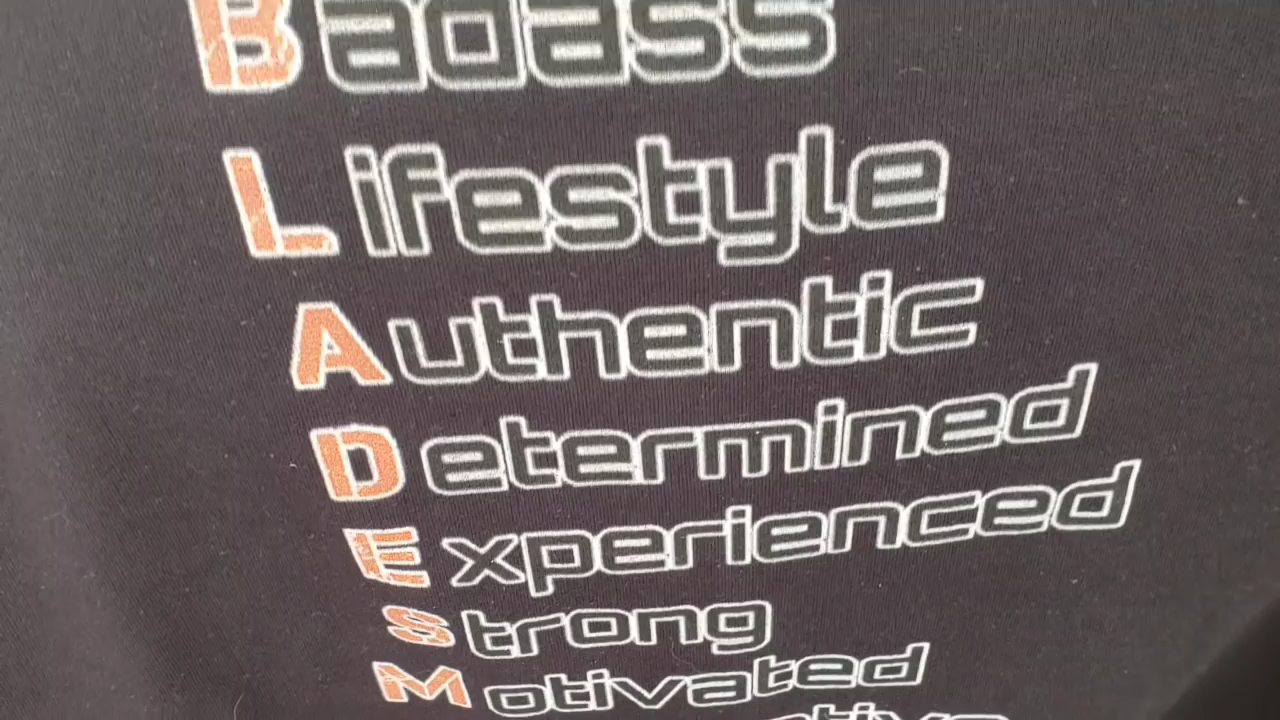 Badass
Lifestyle
Authentic
Determined
Experienced
Strong
Motivated